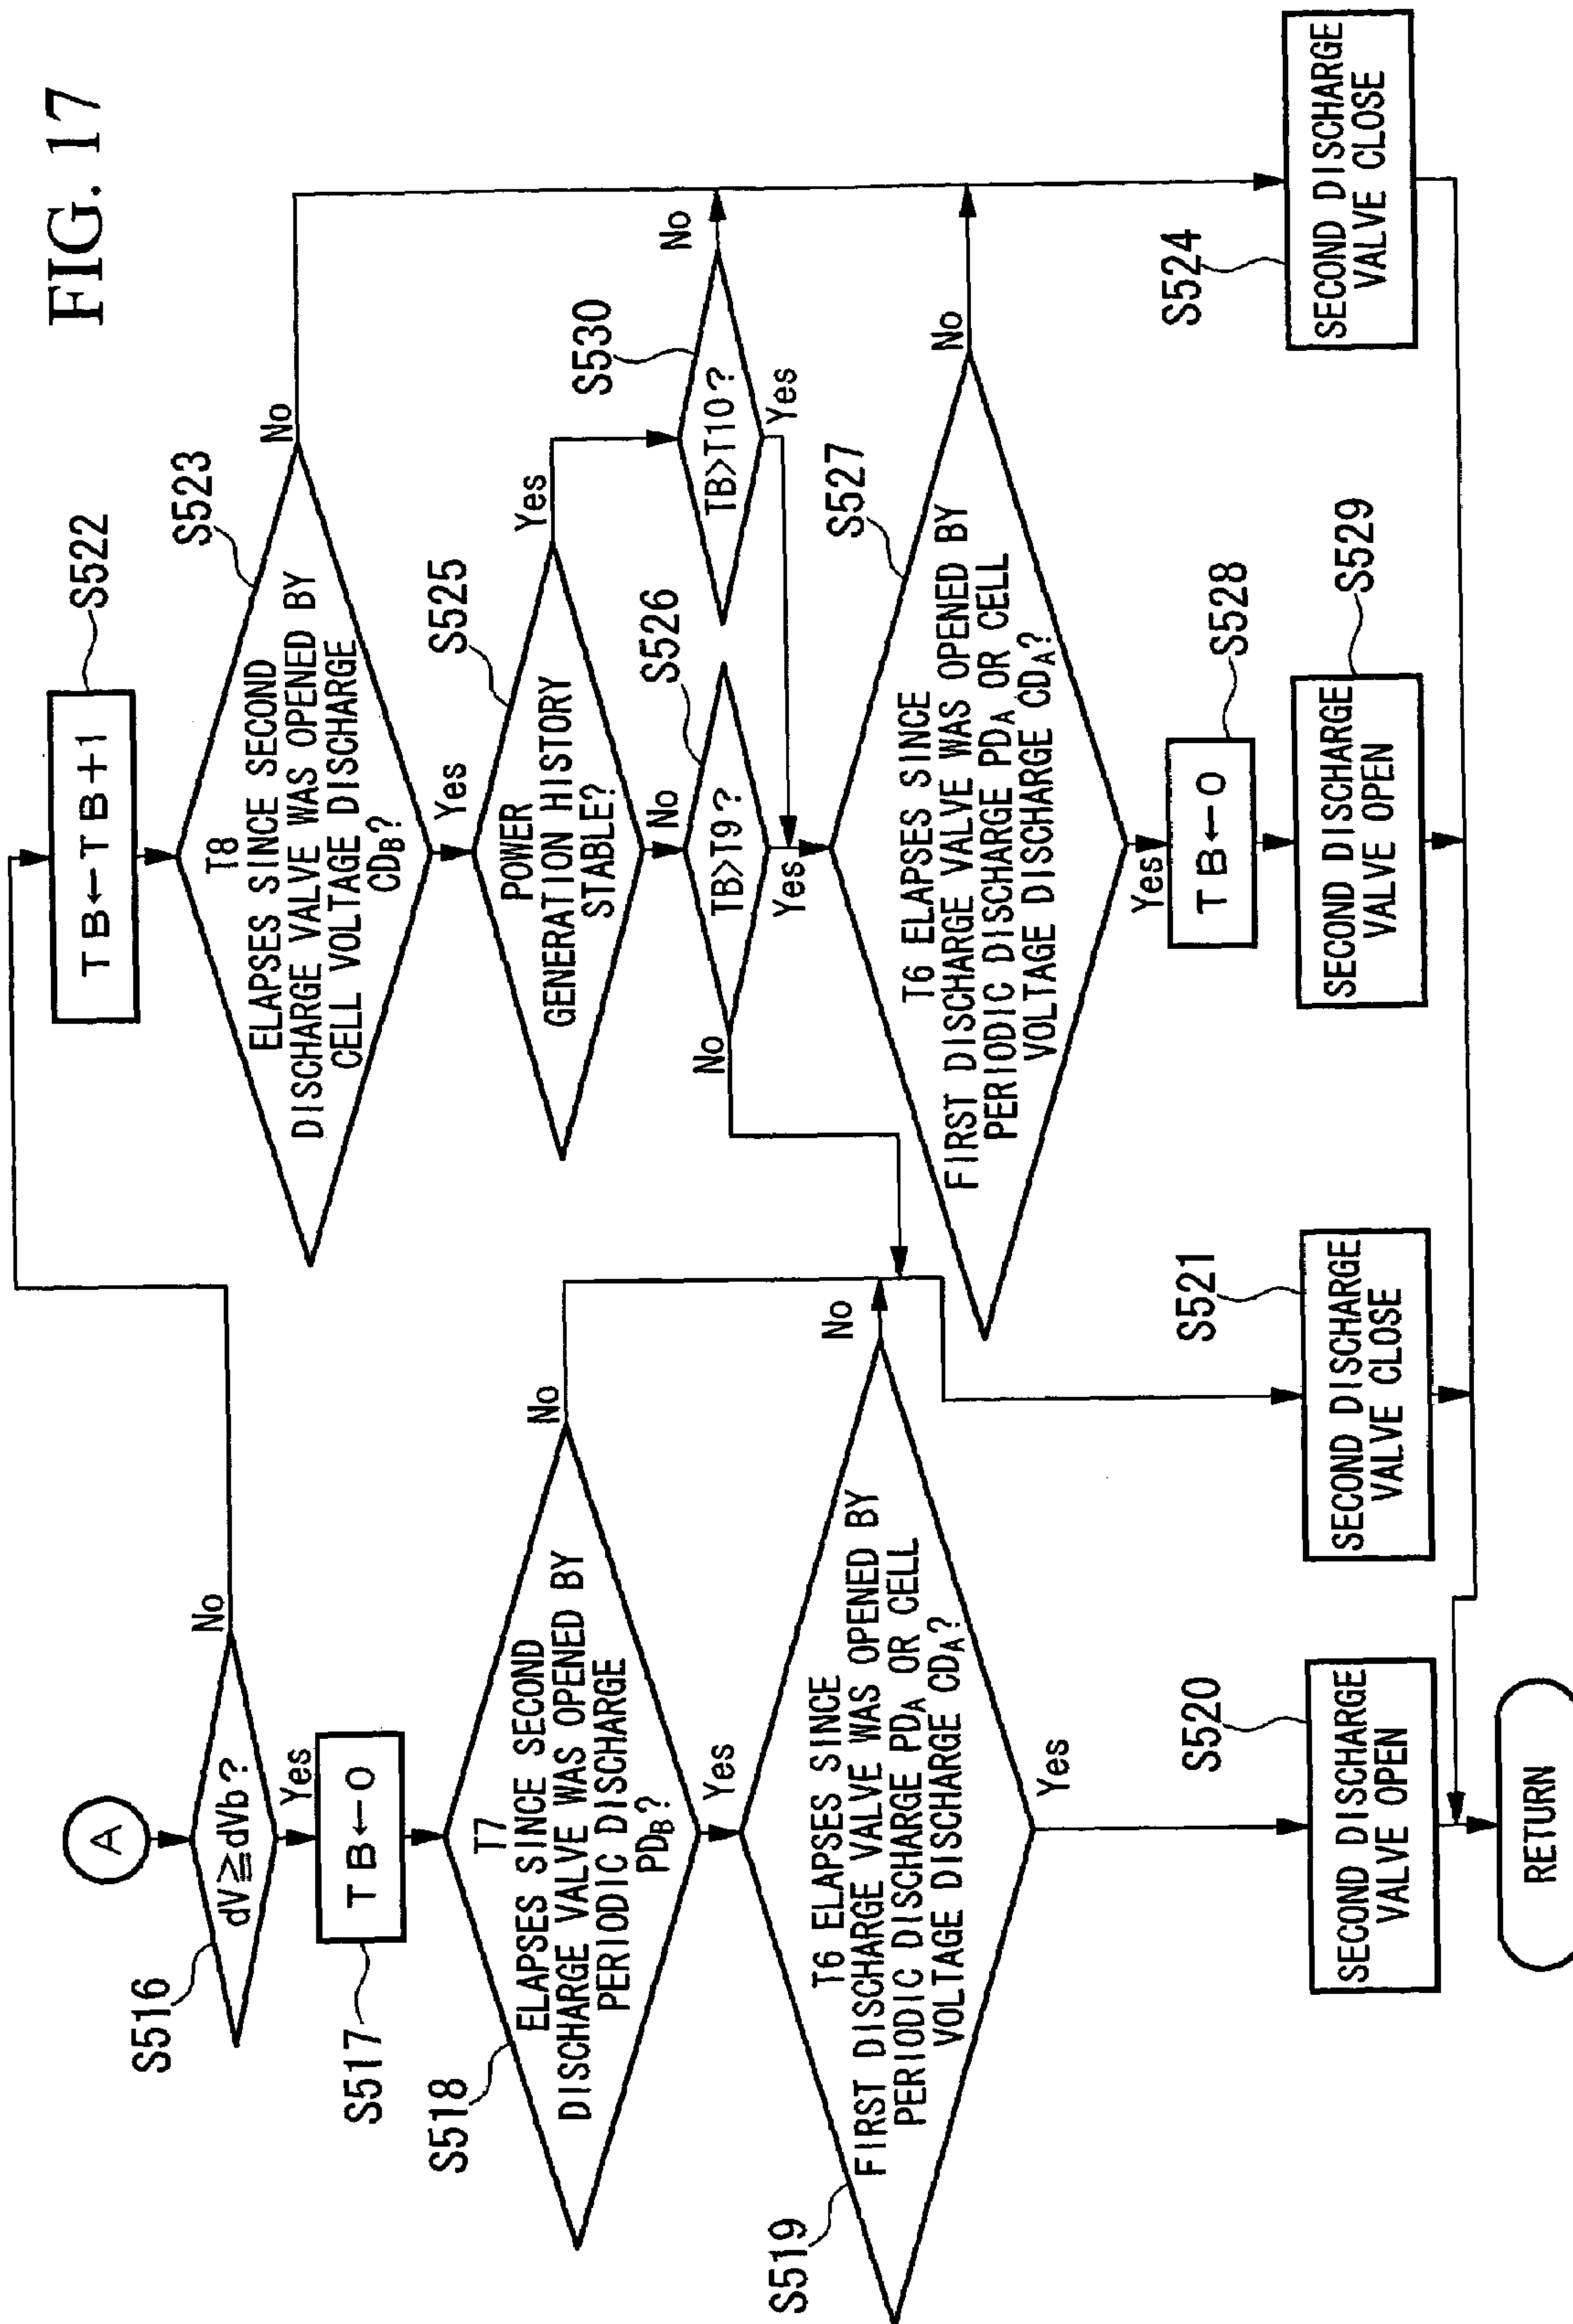 FIG. 17
A
S516
dV≧dVb?
Yes
No
S517
TB←0
S518
T7
ELAPSES SINCE SECOND
DISCHARGE VALVE WAS OPENED BY
PERIODIC DISCHARGE
PDB?
Yes
No
S519
T6 ELAPSES SINCE
FIRST DISCHARGE VALVE WAS OPENED BY
PERIODIC DISCHARGE PDA OR CELL
VOLTAGE DISCHARGE CDA?
Yes
No
S520
SECOND DISCHARGE
VALVE OPEN
S521
SECOND DISCHARGE
VALVE CLOSE
RETURN
S522
TB←TB+1
S523
T8
ELAPSES SINCE SECOND
DISCHARGE VALVE WAS OPENED BY
CELL VOLTAGE DISCHARGE
CDB?
Yes
No
S525
POWER
GENERATION HISTORY
STABLE?
No
Yes
S526
TB>T9?
No
Yes
S530
TB>T10?
No
Yes
S527
T6 ELAPSES SINCE
FIRST DISCHARGE VALVE WAS OPENED BY
PERIODIC DISCHARGE PDA OR CELL
VOLTAGE DISCHARGE CDA?
Yes
No
S528
TB←0
S529
SECOND DISCHARGE
VALVE OPEN
S524
SECOND DISCHARGE
VALVE CLOSE